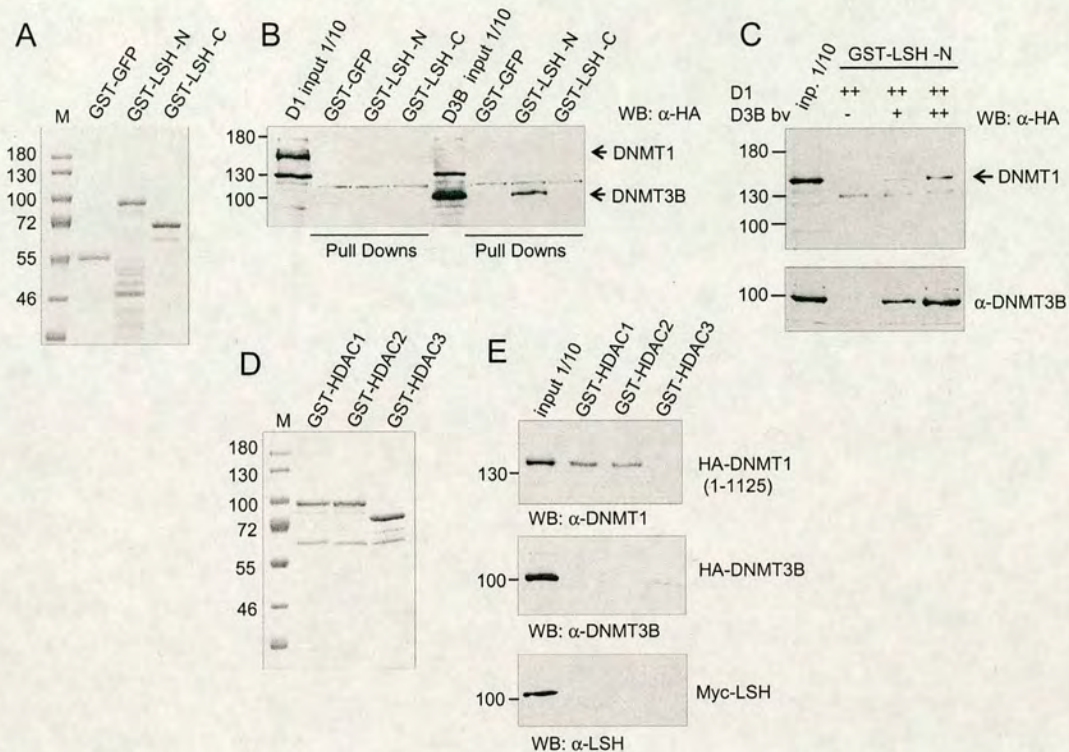 A
M
GST-GFP
GST-LSH -N
GST-LSH -C
180
130
100
72
55
46
B
D1 input 1/10
GST-GFP
GST-LSH -N
GST-LSH -C
D3B input 1/10
GST-GFP
GST-LSH -N
GST-LSH -C
WB: α-HA
180
130
100
DNMT1
DNMT3B
Pull Downs
Pull Downs
C
inp. 1/10
GST-LSH -N
D1 ++ ++ ++
D3B bv - + ++
WB: α-HA
180
130
100
DNMT1
100
α-DNMT3B
D
M
GST-HDAC1
GST-HDAC2
GST-HDAC3
180
130
100
72
55
46
E
input 1/10
GST-HDAC1
GST-HDAC2
GST-HDAC3
130
HA-DNMT1
(1-1125)
WB: α-DNMT1
100
HA-DNMT3B
WB: α-DNMT3B
100
Myc-LSH
WB: α-LSH